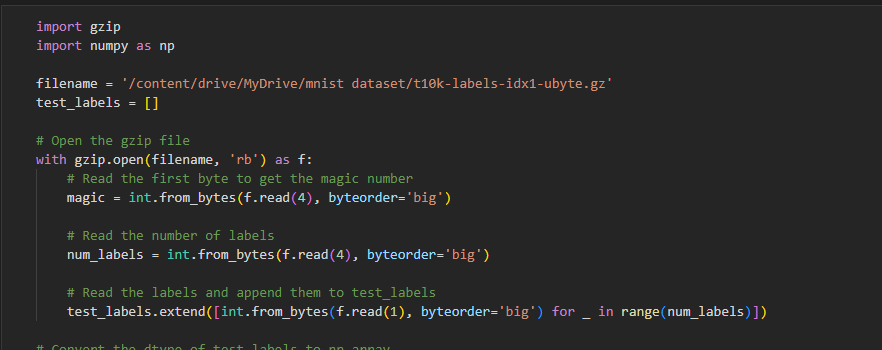 import gzip
import numpy as np
filename = '/content/drive/MyDrive/mnist dataset/t10k-labels-idx1-ubyte.gz'
test_labels = []
# Open the gzip file
with gzip.open(filename, 'rb') as f:
# Read the first byte to get the magic number
magic = int.from_bytes(f.read(4), byteorder='big')
# Read the number of labels
num_labels = int.from_bytes(f.read(4), byteorder='big')
# Read the labels and append them to test_labels
test_labels.extend([int.from_bytes(f.read(1), byteorder='big') for _ in range(num_labels)])
# Convert the dtype of test labels to np array